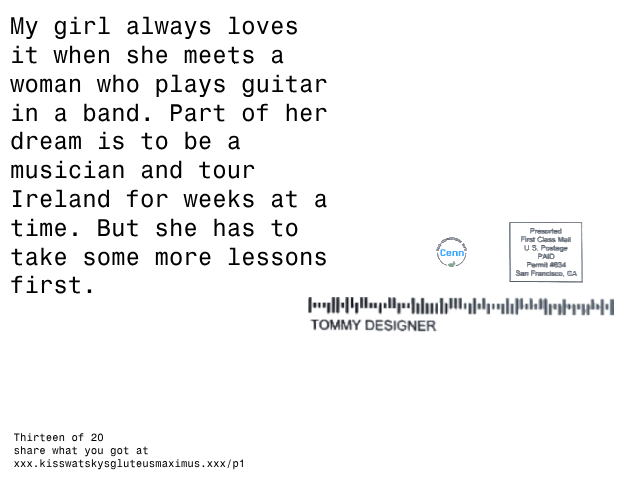 My girl always loves
it when she meets a
woman who plays guitar
in a band. Part of her
dream is to be a
musician and tour
Ireland for weeks at a
time. But she has to
take some more lessons
first.
Presorted
First Class Mail
U.S. Postage
PAID
Permit #634
San Francisco, CA
Cenn
TOMMY DESIGNER
Thirteen of 20
share what you got at
xxx.kisswatskysgluteusmaximus.xxx/p1